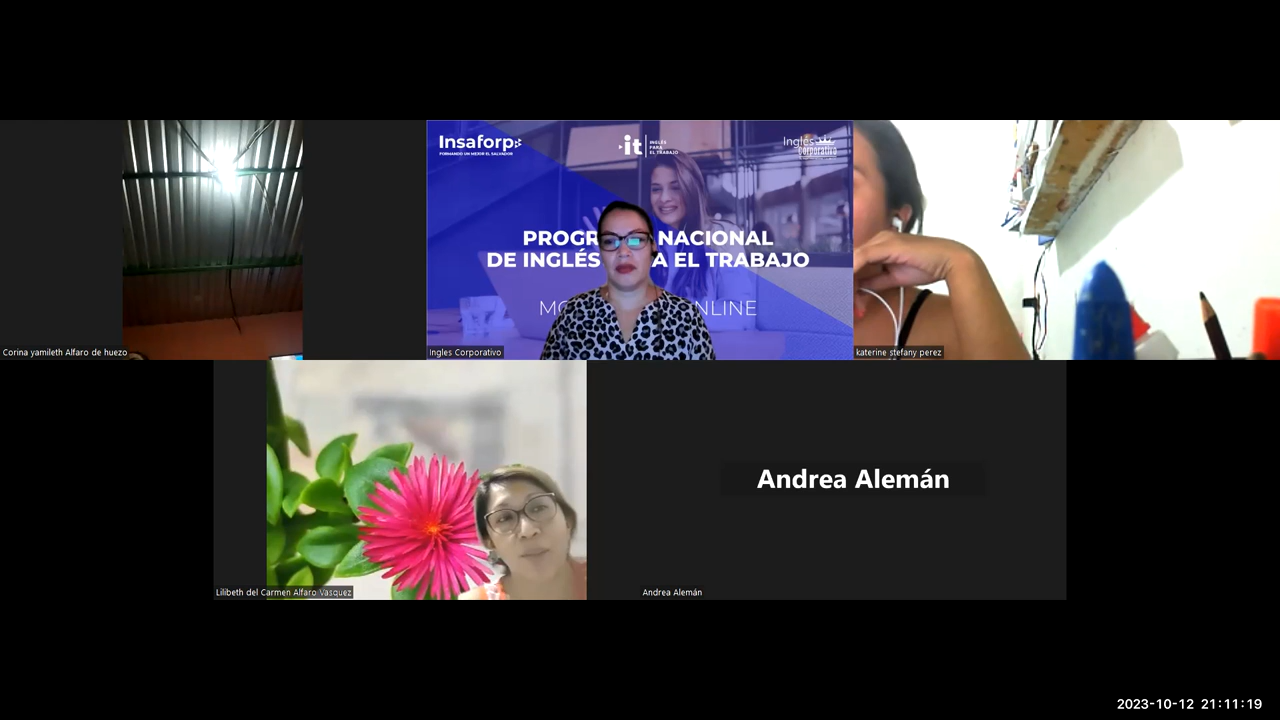 Insaforp
FORMANDO UN MEJOR EL SALVADOR
it
INGLÉS
PARA
EL TRABAJO
Inglés
corporativo
PROGR NACIONAL
DE INGLÉS A EL TRABAJO
MO NLINE
Corina yamileth Alfaro de huezo
Ingles Corporativo
katerine stefany perez
Andrea Alemán
Lilibeth del Carmen Alfaro Vasquez
Andrea Alemán
2023-10-12 21:11:19